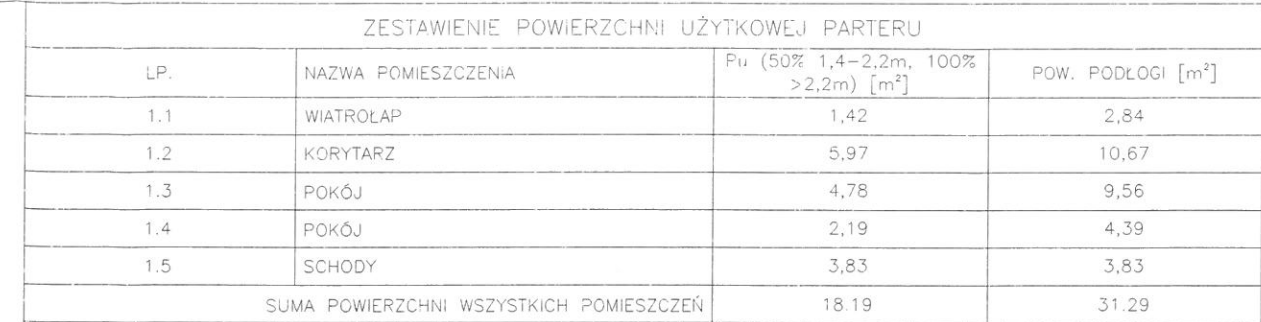 ZESTAWIENIE POWIERZCHNI UŻYTKOWEJ PARTERU
LP. NAZWA POMIESZCZENIA Pu (50% 1,4-2,2m, 100% >2,2m) [m²] POW. PODŁOGI [m²]
1.1 WIATROŁAP 1,42 2,84
1.2 KORYTARZ 5,97 10,67
1.3 POKÓJ 4,78 9,56
1.4 POKÓJ 2,19 4,39
1.5 SCHODY 3,83 3,83
SUMA POWIERZCHNI WSZYSTKICH POMIESZCZEŃ 18.19 31.29